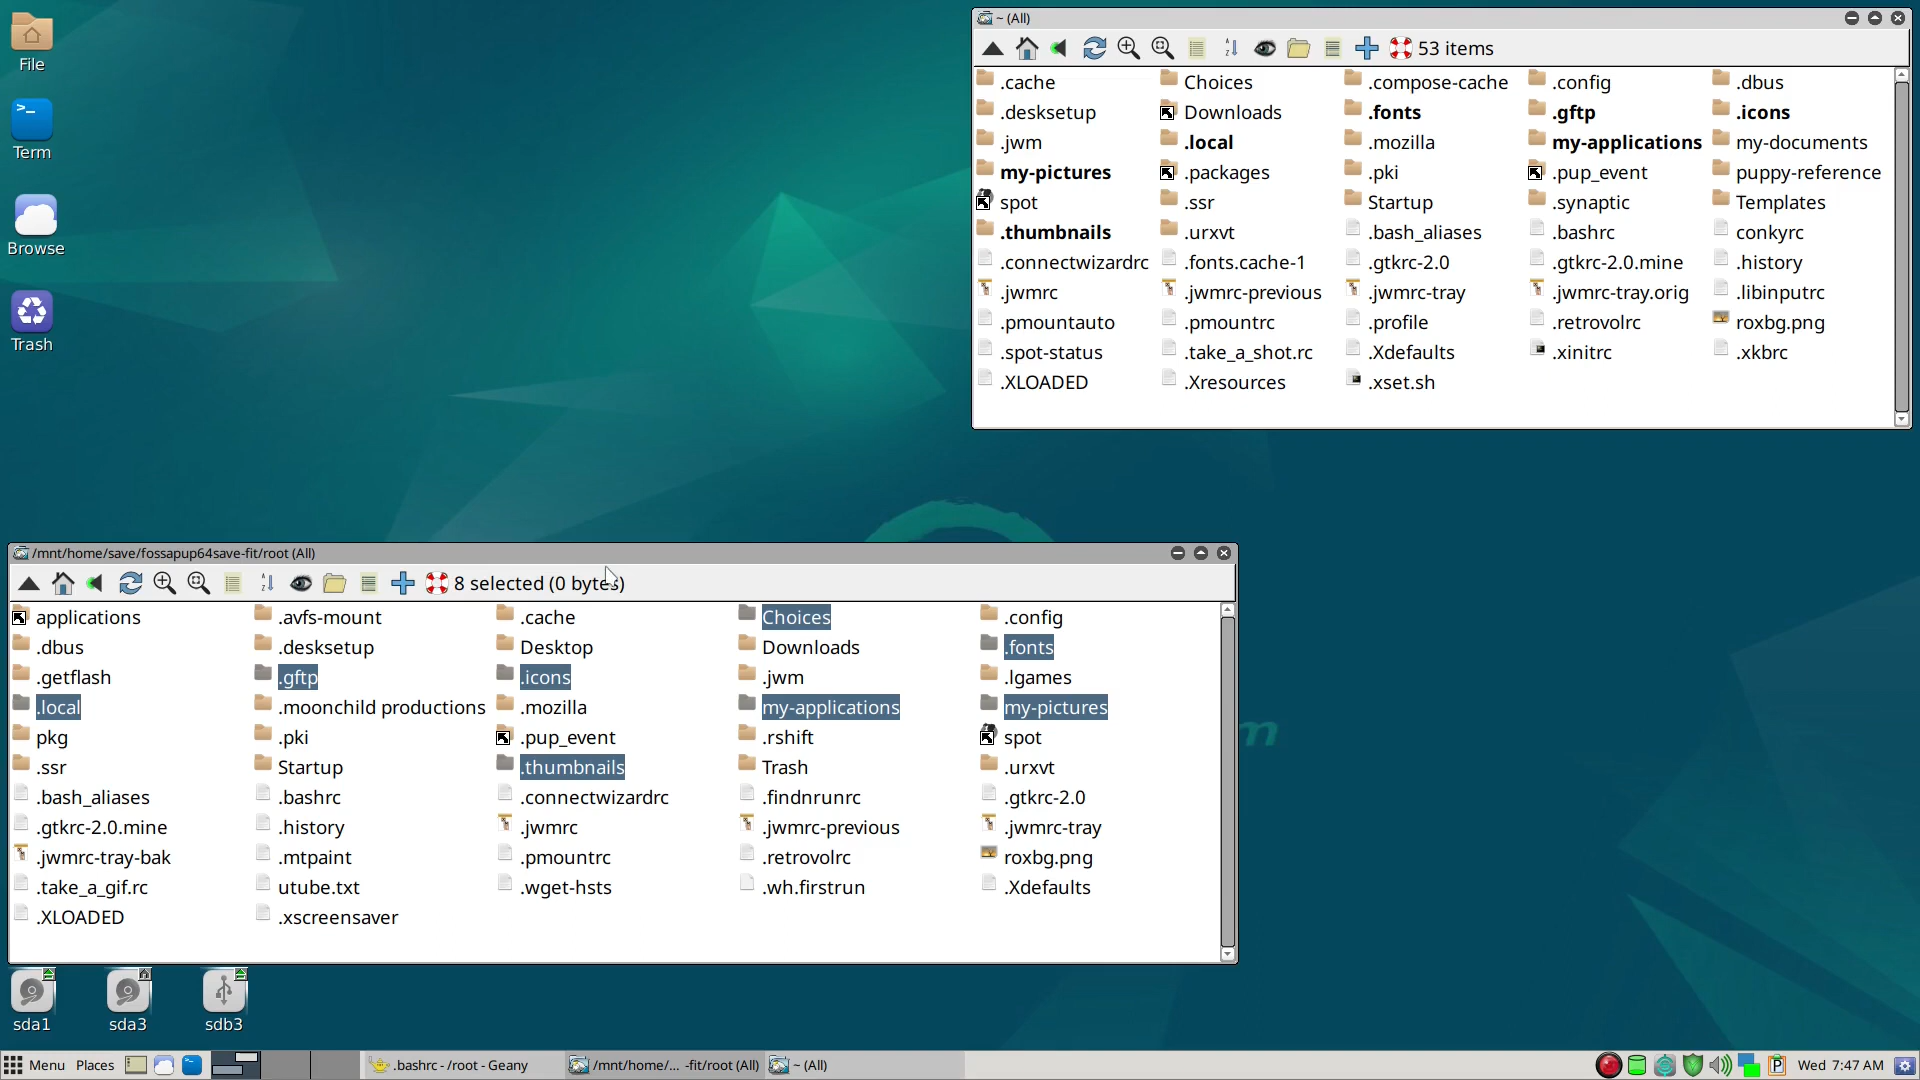 File
Term
Browse
Trash
~ (All)
53 items
.cache Choices .compose-cache .config .dbus
.desksetup Downloads .fonts .gftp .icons
.jwm .local .mozilla my-applications my-documents
my-pictures .packages .pki .pup_event puppy-reference
spot .ssr Startup .synaptic Templates
.thumbnails .urxvt .bash_aliases .bashrc conkyrc
.connectwizardrc .fonts.cache-1 .gtkrc-2.0 .gtkrc-2.0.mine .history
.jwmrc .jwmrc-previous .jwmrc-tray .jwmrc-tray.orig .libinputrc
.pmountauto .pmountrc .profile .retrovolrc roxbg.png
.spot-status .take_a_shot.rc .Xdefaults .xinitrc .xkbrc
.XLOADED .Xresources .xset.sh
/mnt/home/save/fossapup64save-fit/root (All)
8 selected (0 bytes)
applications .avfs-mount .cache Choices .config
.dbus .desksetup Desktop Downloads .fonts
.getflash .gftp .icons .jwm .lgames
.local .moonchild productions .mozilla my-applications my-pictures
pkg .pki .pup_event .rshift spot
.ssr Startup .thumbnails Trash .urxvt
.bash_aliases .bashrc .connectwizardrc .findnrunrc .gtkrc-2.0
.gtkrc-2.0.mine .history .jwmrc .jwmrc-previous .jwmrc-tray
.jwmrc-tray-bak .mtpaint .pmountrc .retrovolrc roxbg.png
.take_a_gif.rc utube.txt .wget-hsts .wh.firstrun .Xdefaults
.XLOADED .xscreensaver
m
sda1 sda3 sdb3
Menu Places .bashrc - /root - Geany /mnt/home/... -fit/root (All) ~ (All) Wed 7:47 AM